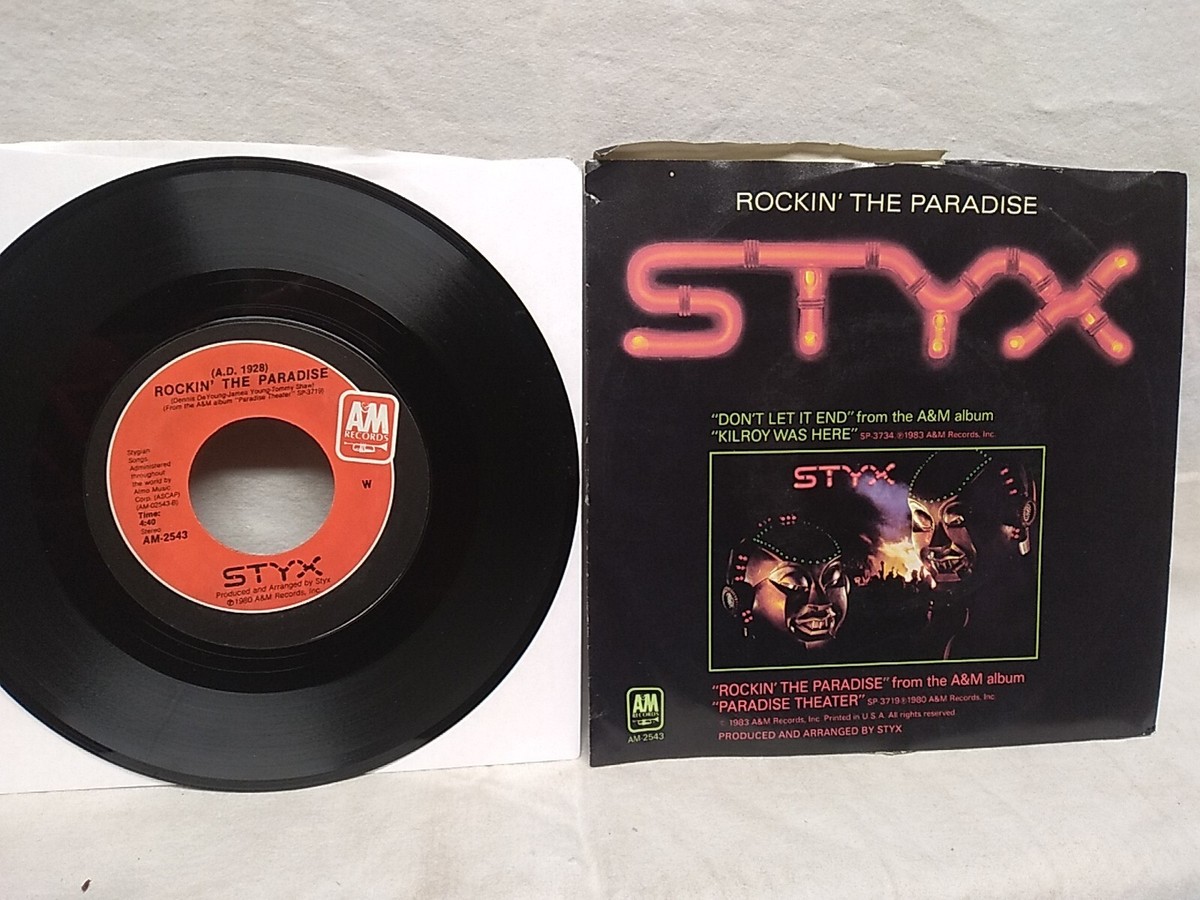 (A.D. 1928)
ROCKIN' THE PARADISE
(Dennis DeYoung-James Young-Tommy Shaw)
(From the A&M album "Paradise Theater" SP-3719)
A&M
RECORDS
Stygian
Songs,
Administered
throughout
the world by
Almo Music
Corp. (ASCAP)
(AM-02543-B)
Time:
4:40
Stereo
AM-2543
W
STYX
Produced and Arranged by Styx
℗1980 A&M Records, Inc.
ROCKIN' THE PARADISE
STYX
"DON'T LET IT END" from the A&M album
"KILROY WAS HERE" SP-3734 ℗1983 A&M Records, Inc.
STYX
"ROCKIN' THE PARADISE" from the A&M album
"PARADISE THEATER" SP-3719 ℗1980 A&M Records, Inc.
© 1983 A&M Records, Inc. Printed in U.S.A. All rights reserved.
PRODUCED AND ARRANGED BY STYX
A&M
RECORDS
AM-2543